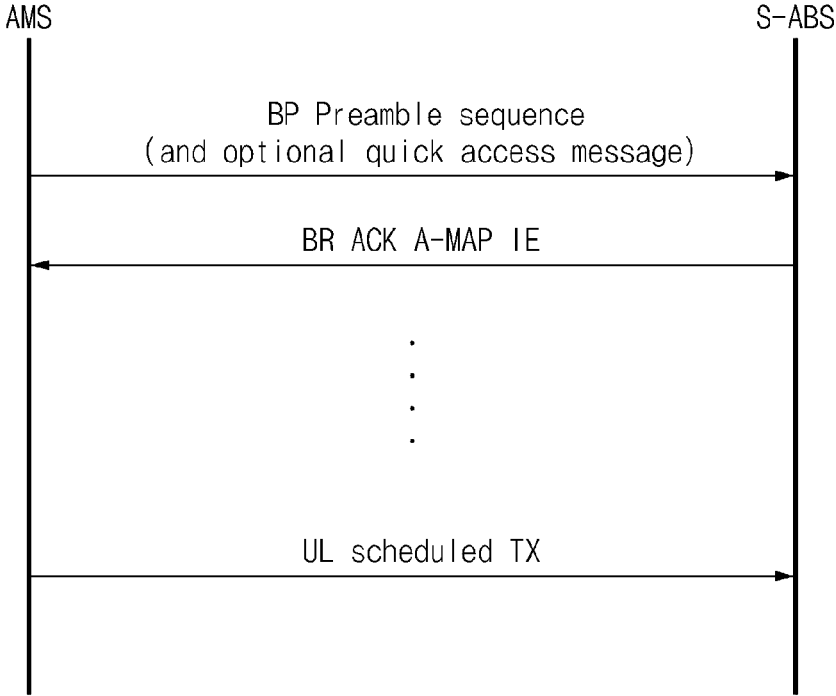 AMS
S-ABS
BP Preamble sequence
(and optional quick access message)
BR ACK A-MAP IE
UL scheduled TX